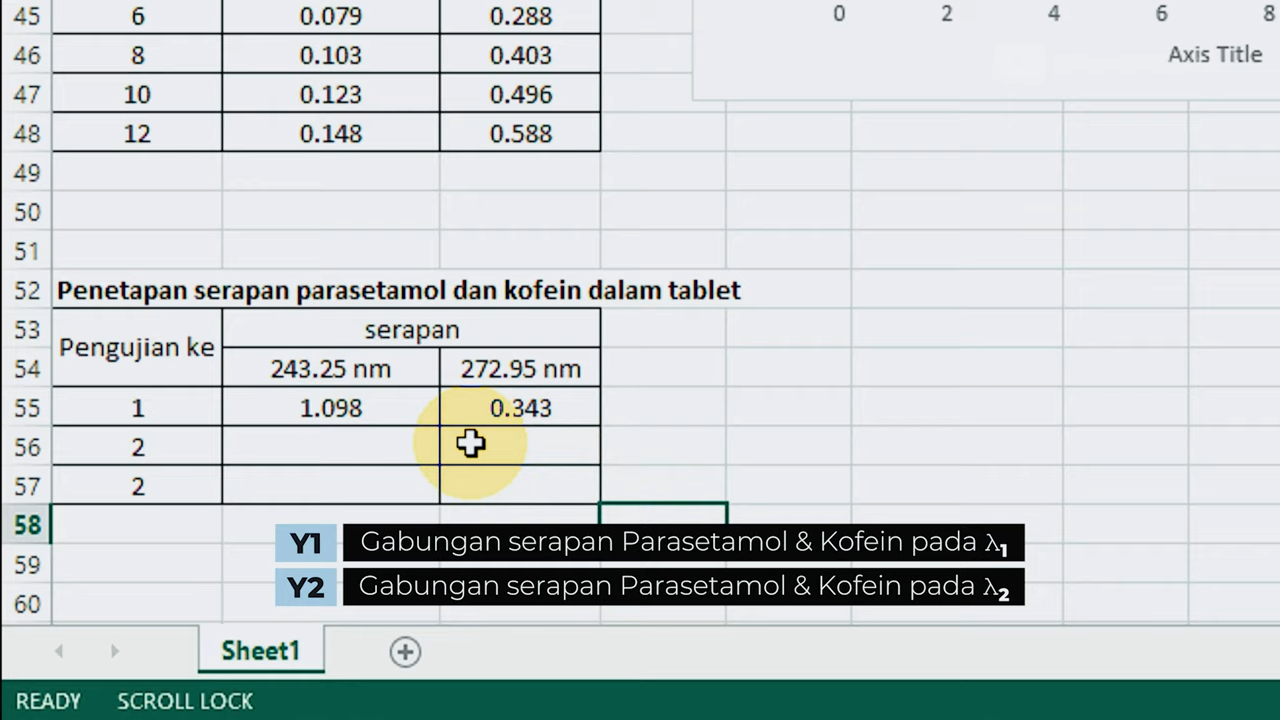 45 6 0.079 0.288
0 2 4 6 8
46 8 0.103 0.403
Axis Title
47 10 0.123 0.496
48 12 0.148 0.588
49
50
51
52 Penetapan serapan parasetamol dan kofein dalam tablet
53 Pengujian ke serapan
54 243.25 nm 272.95 nm
55 1 1.098 0.343
56 2
57 2
58
Y1 Gabungan serapan Parasetamol & Kofein pada λ1
59
Y2 Gabungan serapan Parasetamol & Kofein pada λ2
60
Sheet1
READY SCROLL LOCK